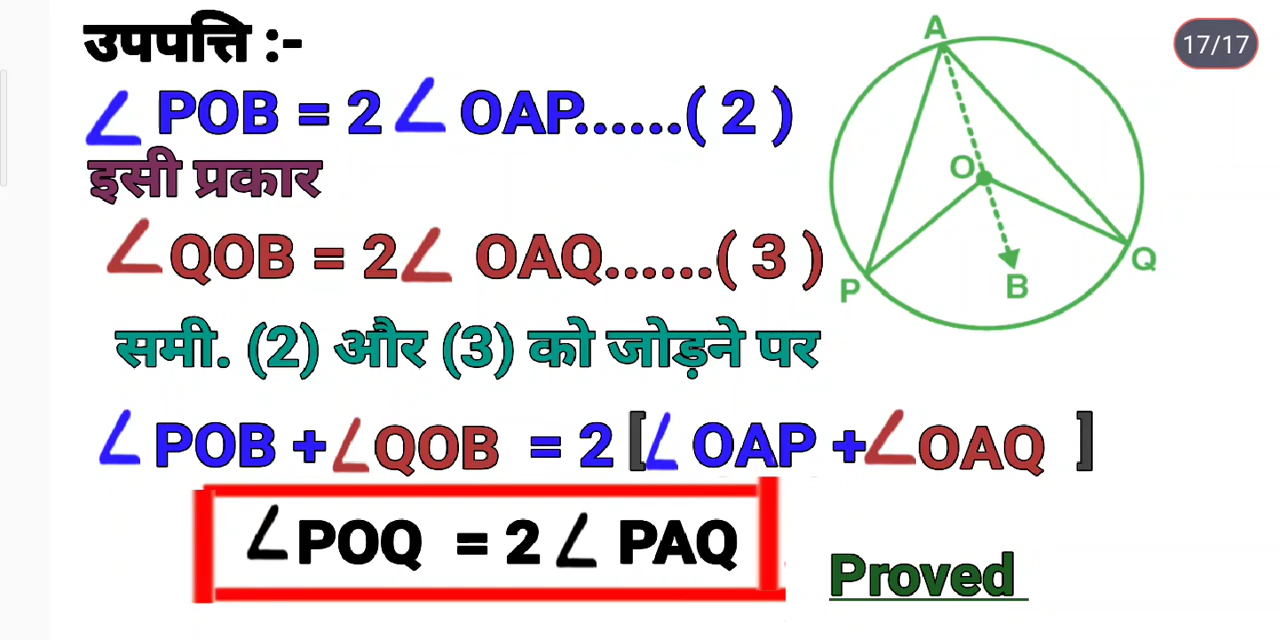 उपपत्ति :-
17/17
∠ POB = 2 ∠ OAP......( 2 )
इसी प्रकार
∠QOB = 2∠ OAQ......( 3 )
समी. (2) और (3) को जोड़ने पर
∠ POB +∠QOB = 2 [∠ OAP +∠OAQ ]
∠POQ = 2 ∠ PAQ
Proved
A
O
P
B
Q